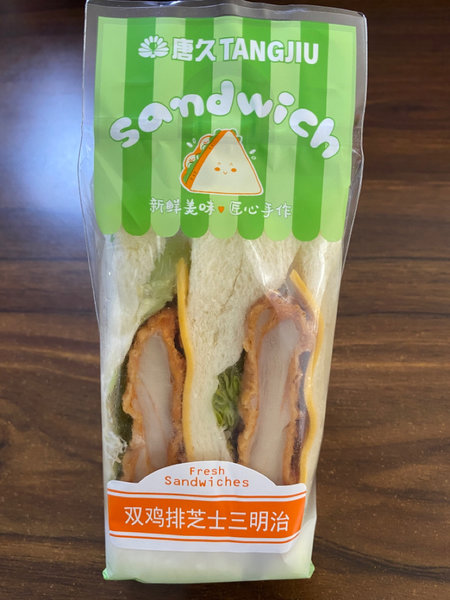 唐久TANGJIU
sandwich
新鲜美味 匠心手作
Fresh
Sandwiches
双鸡排芝士三明治